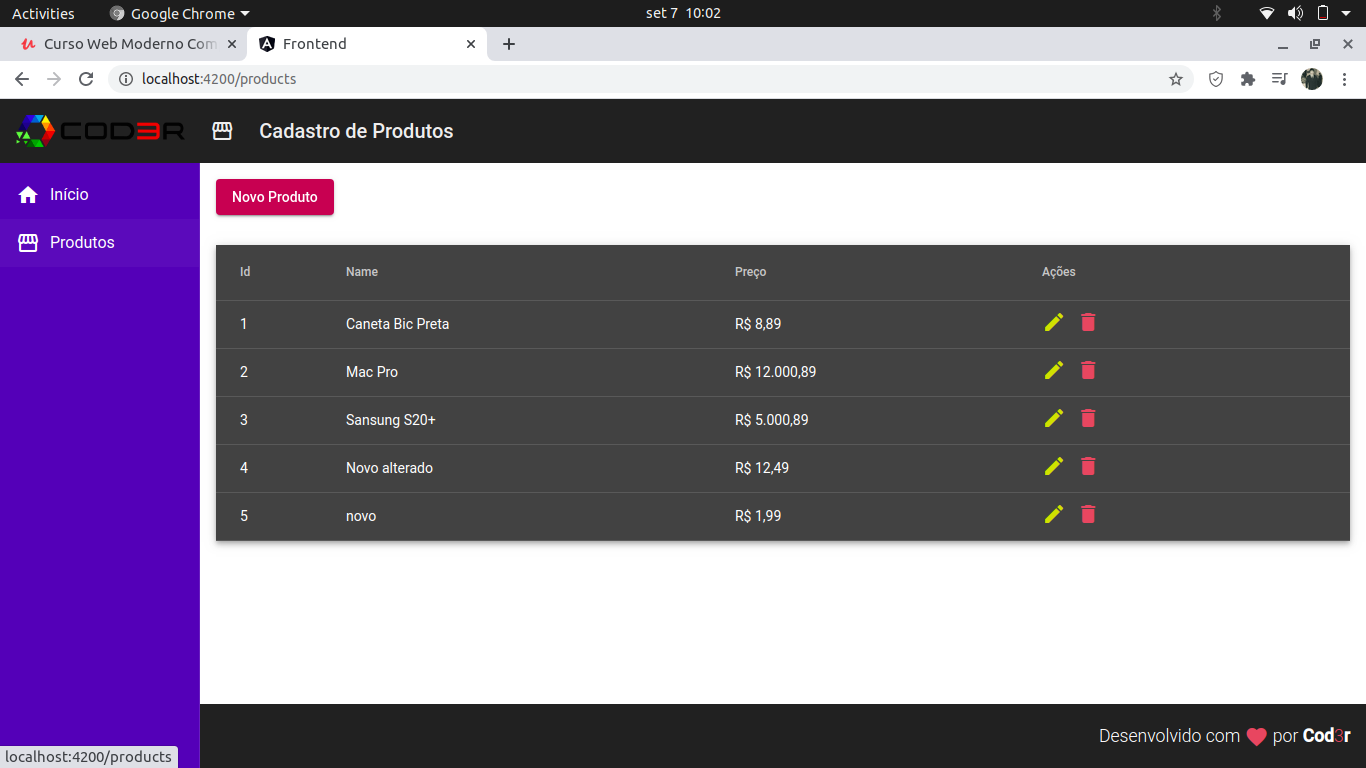 Activities Google Chrome set 7 10:02
Curso Web Moderno Com Frontend
localhost:4200/products
COD3R Cadastro de Produtos
Início
Produtos
Novo Produto
Id Name Preço Ações
1 Caneta Bic Preta R$ 8,89
2 Mac Pro R$ 12.000,89
3 Sansung S20+ R$ 5.000,89
4 Novo alterado R$ 12,49
5 novo R$ 1,99
Desenvolvido com por Cod3r
localhost:4200/products